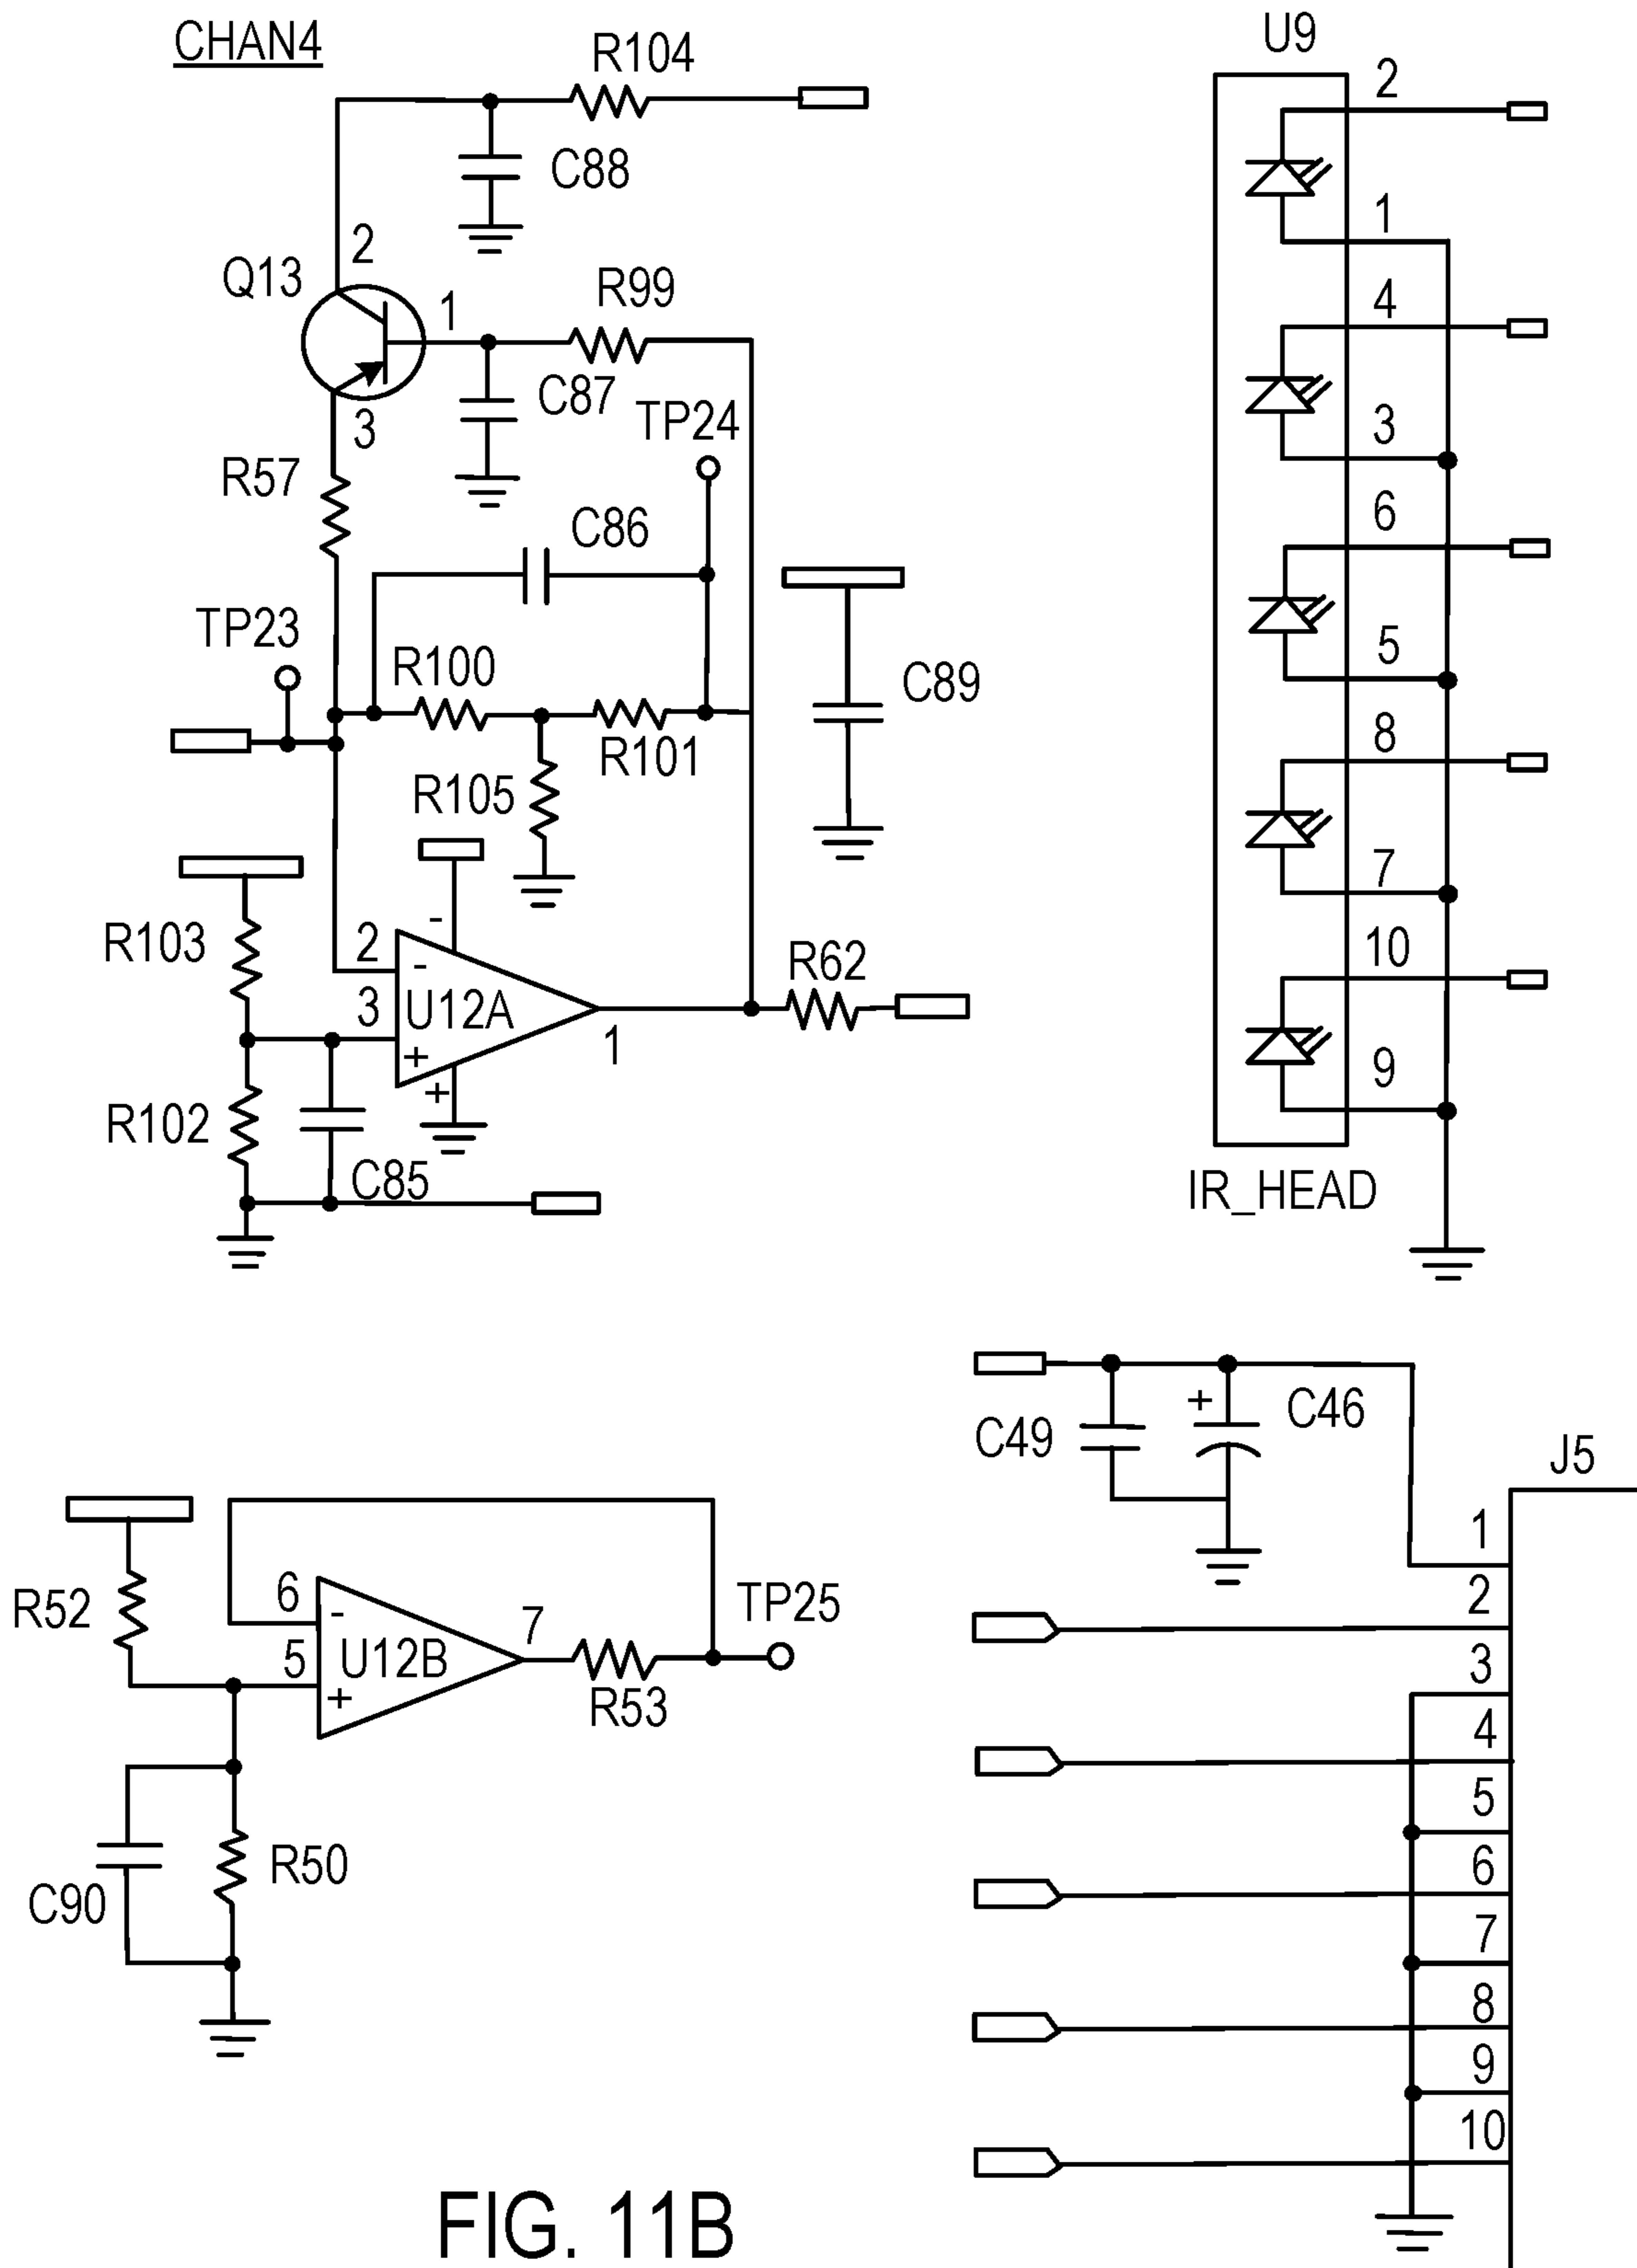 CHAN4
R104
C88
2
Q13
1
R99
C87
3
TP24
R57
C86
TP23
R100
C89
R101
R105
-
R103
2
-
R62
3
U12A
1
+
+
R102
C85
U9
2
1
4
3
6
5
8
7
10
9
IR_HEAD
R52
6
-
7
TP25
5
U12B
+
R53
R50
C90
C49
+
C46
J5
1
2
3
4
5
6
7
8
9
10
FIG. 11B